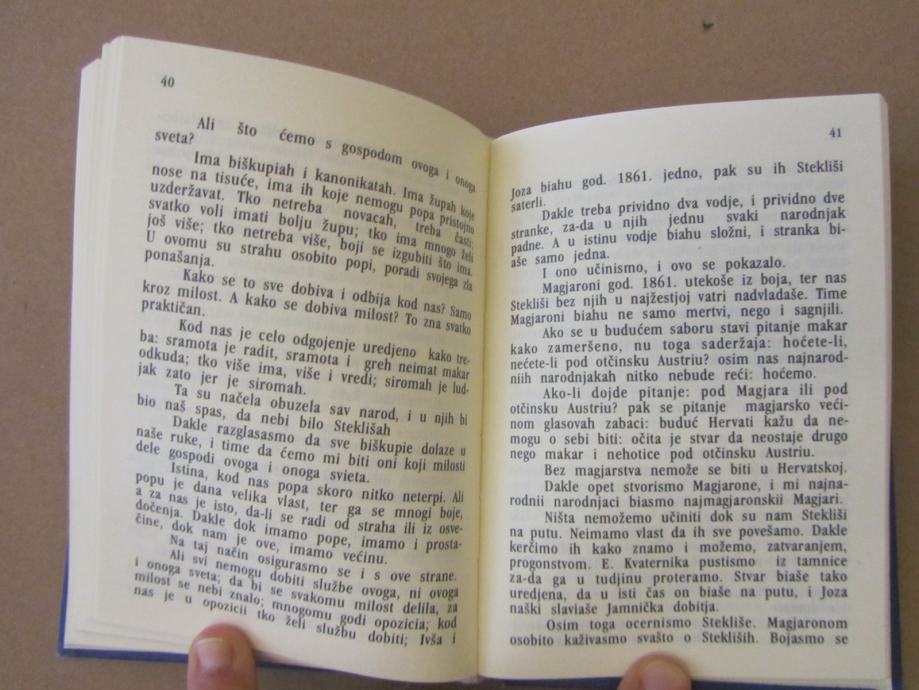 40
Ali što ćemo s gospodom ovoga i onoga
sveta?
Ima biškupiah i kanonikatah. Ima župah koje
nose na tisuće, ima ih koje nemogu popa pristojno
uzderžavat. Tko netreba novacah, treba časti;
svatko voli imati bolju župu; tko ima mnogo želi
još više; tko netreba više, boji se izgubiti što ima.
U ovomu su strahu osobito popi, poradi svojega zla
ponašanja.
Kako se to sve dobiva i odbija kod nas? Samo
kroz milost. A kako se dobiva milost? To zna svatko
praktičan.
Kod nas je celo odgojenje uredjeno kako tre-
ba: sramota je radit, sramota i greh neimat makar
odkuda; tko više ima, više i vredi; siromah je lud-
jak zato jer je siromah.
Ta su načela obuzela sav narod, i u njih bi
bio naš spas, da nebi bilo Steklišah
Dakle razglasasmo da sve biškupie dolaze u
naše ruke, i time da ćemo mi biti oni koji milosti
dele gospodi ovoga i onoga svieta.
Istina, kod nas popa skoro nitko neterpi. Ali
popu je dana velika vlast, ter ga se mnogi boje,
a za nas je isto, da-li se radi od straha ili iz osve-
dočenja. Dakle dok imamo pope, imamo i prosta-
čine, dok nam je ove, imamo većinu.
Na taj način osigurasmo se i s ove strane.
Ali svi nemogu dobiti službe ovoga, ni ovoga
i onoga sveta; da bi se svakomu milost delila, za
milost se nebi znalo; mnogomu godi opozicia; kod
nas je u opozicii tko želi službu dobiti; Ivša i
41
Joza biahu god. 1861. jedno, pak su ih Stekliši
saterli.
Dakle treba prividno dva vodje, i prividno dve
stranke, za-da u njih jednu svaki narodnjak
padne. A u istinu vodje biahu složni, i stranka bi-
aše samo jedna.
I ono učinismo, i ovo se pokazalo.
Magjaroni god. 1861. utekoše iz boja, ter nas
Stekliši bez njih u najžestjoj vatri nadvladaše. Time
Magjaroni biahu ne samo mertvi, nego i sagnjili.
Ako se u budućem saboru stavi pitanje makar
kako zameršeno, nu toga saderžaja: hoćete-li,
nećete-li pod otčinsku Austriu? osim nas najnarod-
niih narodnjakah nitko nebude reći: hoćemo.
Ako-li dojde pitanje: pod Magjara ili pod
otčinsku Austriu? pak se pitanje magjarsko veći-
nom glasovah zabaci: buduć Hervati kažu da ne-
mogu o sebi biti: očita je stvar da neostaje drugo
nego makar i nehotice pod otčinsku Austriu.
Bez magjarstva nemože se biti u Hervatskoj.
Dakle opet stvorismo Magjarone, i mi najna-
rodnii narodnjaci biasmo najmagjaronskii Magjari.
Ništa nemožemo učiniti dok su nam Stekliši
na putu. Neimamo vlast da ih sve povešamo. Dakle
kerčimo ih kako znamo i možemo, zatvaranjem,
progonstvom. E. Kvaternika pustismo iz tamnice
za-da ga u tudjinu proteramo. Stvar biaše tako
uredjena, da u isti čas on biaše na putu, i Joza
naški slaviaše Jamnička dobitja.
Osim toga ocernismo Stekliše. Magjaronom
osobito kaživasmo svašto o Steklišíh. Bojasmo se